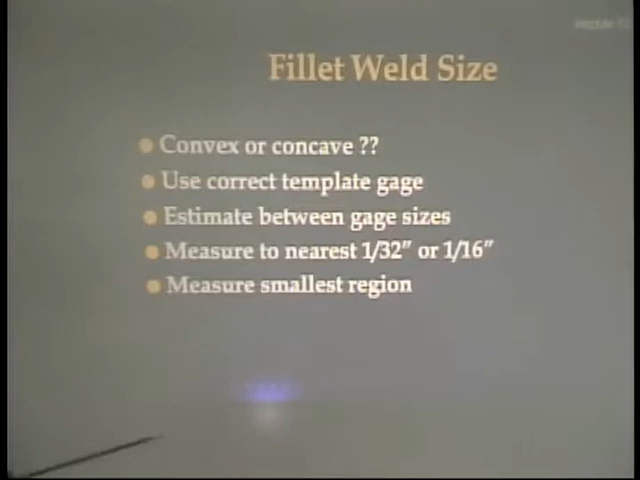 Fillet Weld Size
Convex or concave ??
Use correct template gage
Estimate between gage sizes
Measure to nearest 1/32” or 1/16”
Measure smallest region